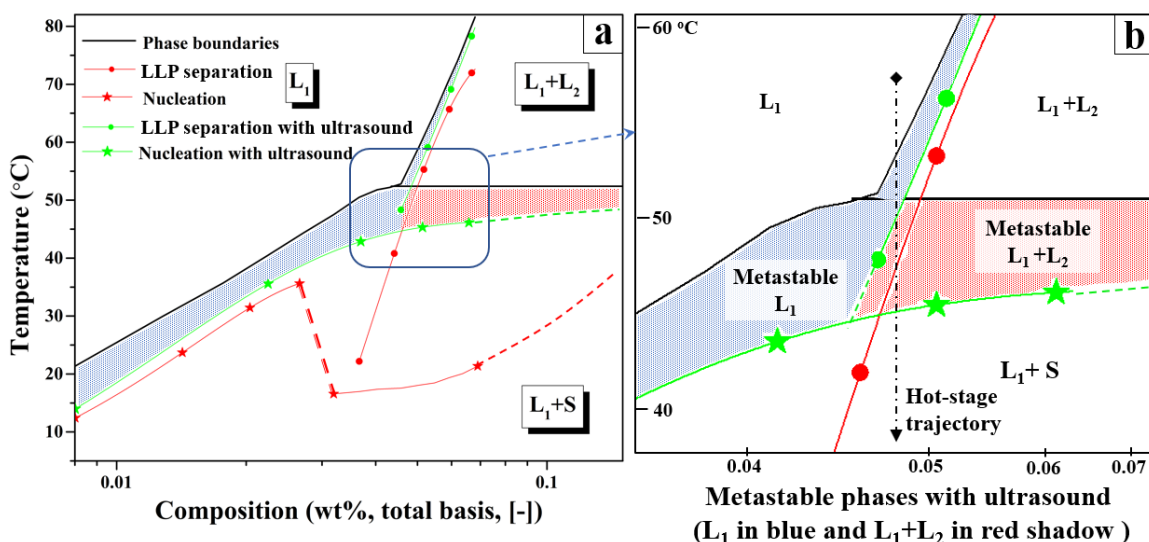 a
Phase boundaries
LLP separation
Nucleation
LLP separation with ultrasound
Nucleation with ultrasound
L1
L1+L2
L1+S
80
70
60
50
40
30
20
10
Temperature (°C)
0.01
0.1
Composition (wt%, total basis, [-])
b
60 °C
50
40
L1
L1+L2
Metastable
L1
Metastable
L1+L2
L1+ S
Hot-stage
trajectory
0.04
0.05
0.06
0.07
Metastable phases with ultrasound
(L1 in blue and L1+L2 in red shadow )